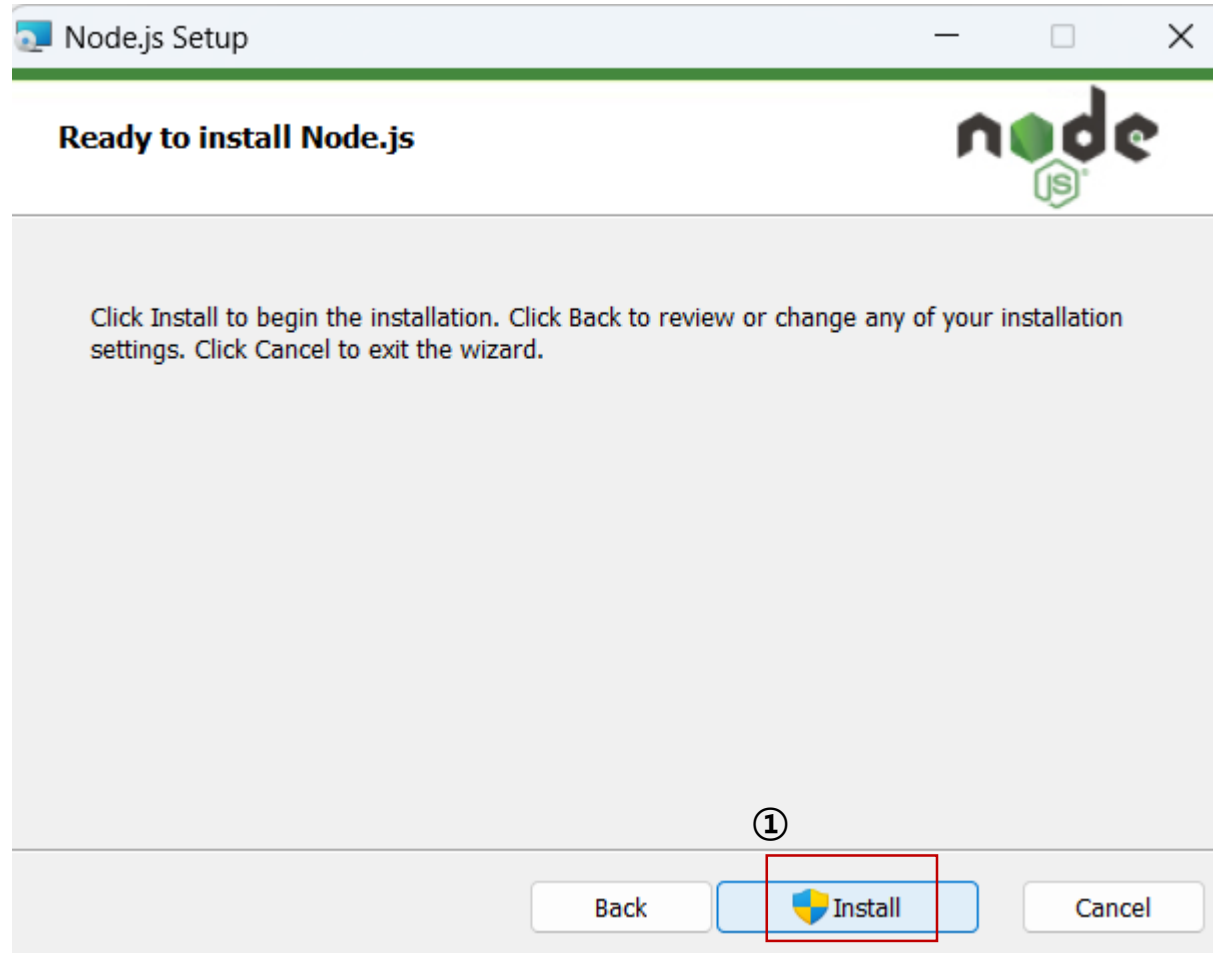 Node.js Setup
Ready to install Node.js
node
JS
Click Install to begin the installation. Click Back to review or change any of your installation
settings. Click Cancel to exit the wizard.
①
Back
Install
Cancel